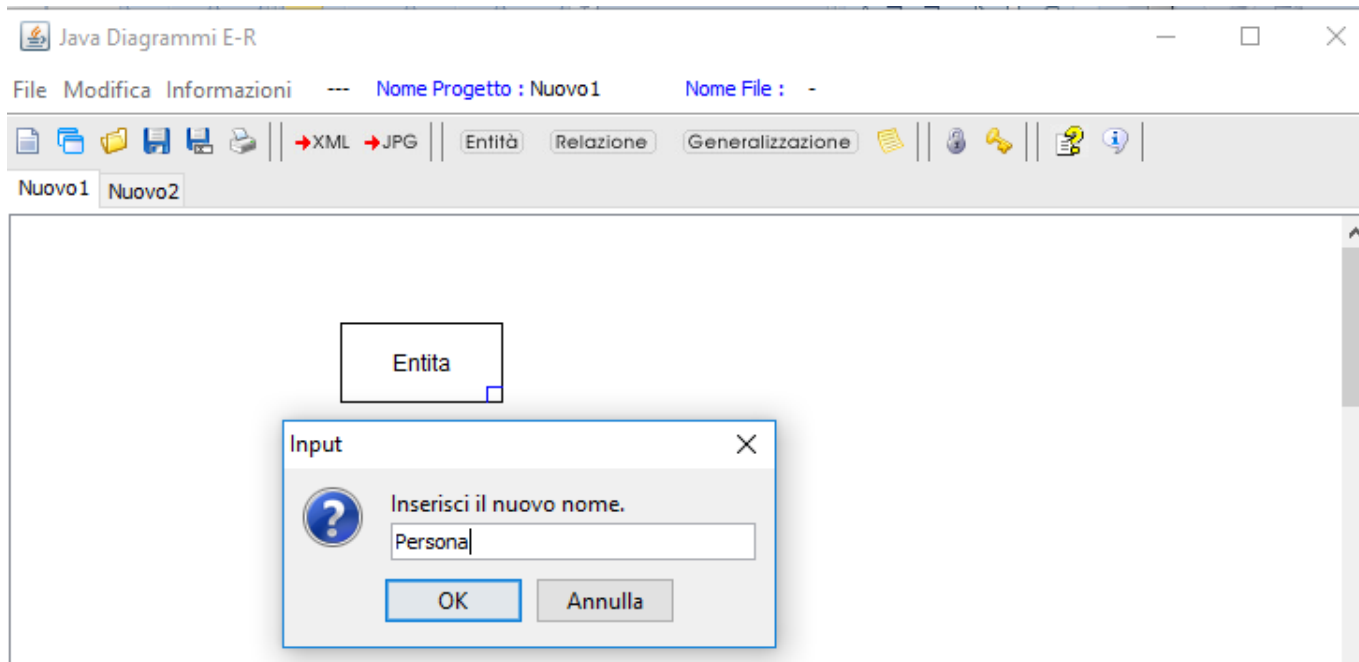 Java Diagrammi E-R
File Modifica Informazioni --- Nome Progetto : Nuovo1 Nome File : -
XML JPG Entità Relazione Generalizzazione
Nuovo1 Nuovo2
Entita
Input
Inserisci il nuovo nome.
Persona
OK Annulla